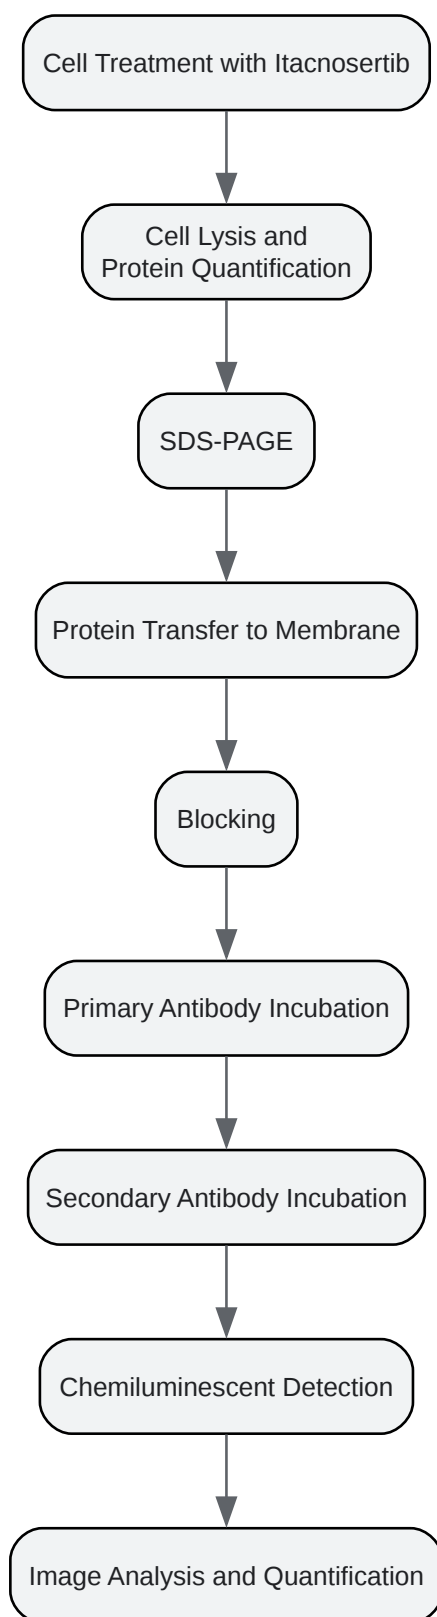 Cell Treatment with Itacnosertib
Cell Lysis and
Protein Quantification
SDS-PAGE
Protein Transfer to Membrane
Blocking
Primary Antibody Incubation
Secondary Antibody Incubation
Chemiluminescent Detection
Image Analysis and Quantification